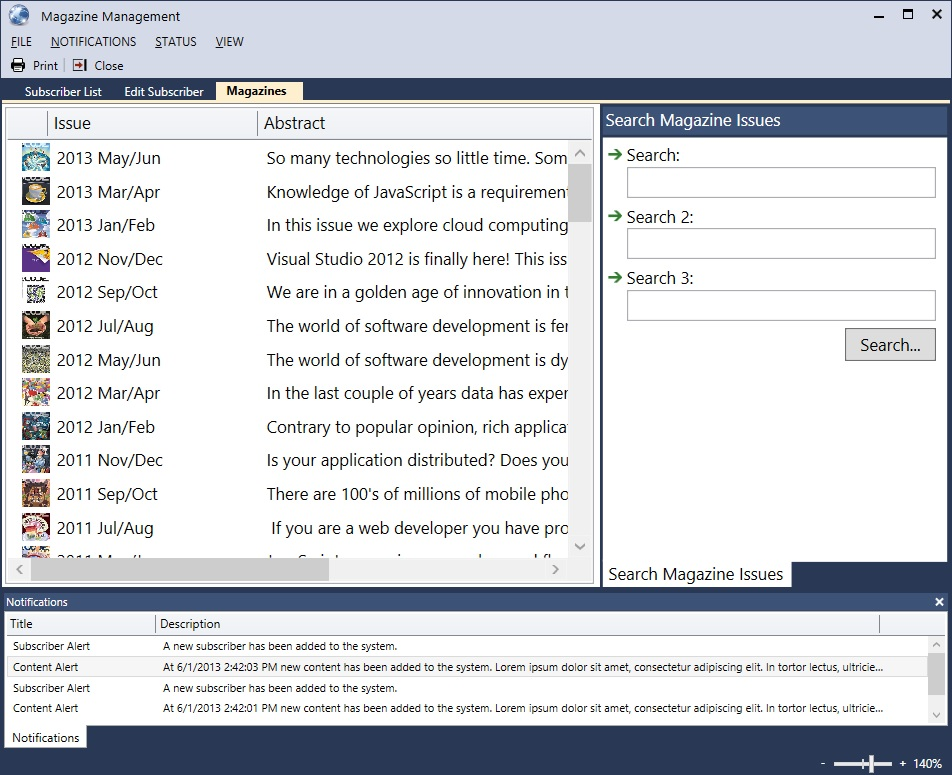 Magazine Management
FILE NOTIFICATIONS STATUS VIEW
Print Close
Subscriber List Edit Subscriber Magazines
Issue Abstract
2013 May/Jun So many technologies so little time. Som
2013 Mar/Apr Knowledge of JavaScript is a requirement
2013 Jan/Feb In this issue we explore cloud computing
2012 Nov/Dec Visual Studio 2012 is finally here! This iss
2012 Sep/Oct We are in a golden age of innovation in t
2012 Jul/Aug The world of software development is fer
2012 May/Jun The world of software development is dy
2012 Mar/Apr In the last couple of years data has exper
2012 Jan/Feb Contrary to popular opinion, rich applica
2011 Nov/Dec Is your application distributed? Does you
2011 Sep/Oct There are 100's of millions of mobile pho
2011 Jul/Aug If you are a web developer you have pro
Search Magazine Issues
Search:
Search 2:
Search 3:
Search...
Search Magazine Issues
Notifications
Title Description
Subscriber Alert A new subscriber has been added to the system.
Content Alert At 6/1/2013 2:42:03 PM new content has been added to the system. Lorem ipsum dolor sit amet, consectetur adipiscing elit. In tortor lectus, ultricie...
Subscriber Alert A new subscriber has been added to the system.
Content Alert At 6/1/2013 2:42:01 PM new content has been added to the system. Lorem ipsum dolor sit amet, consectetur adipiscing elit. In tortor lectus, ultricie...
Notifications
- + 140%